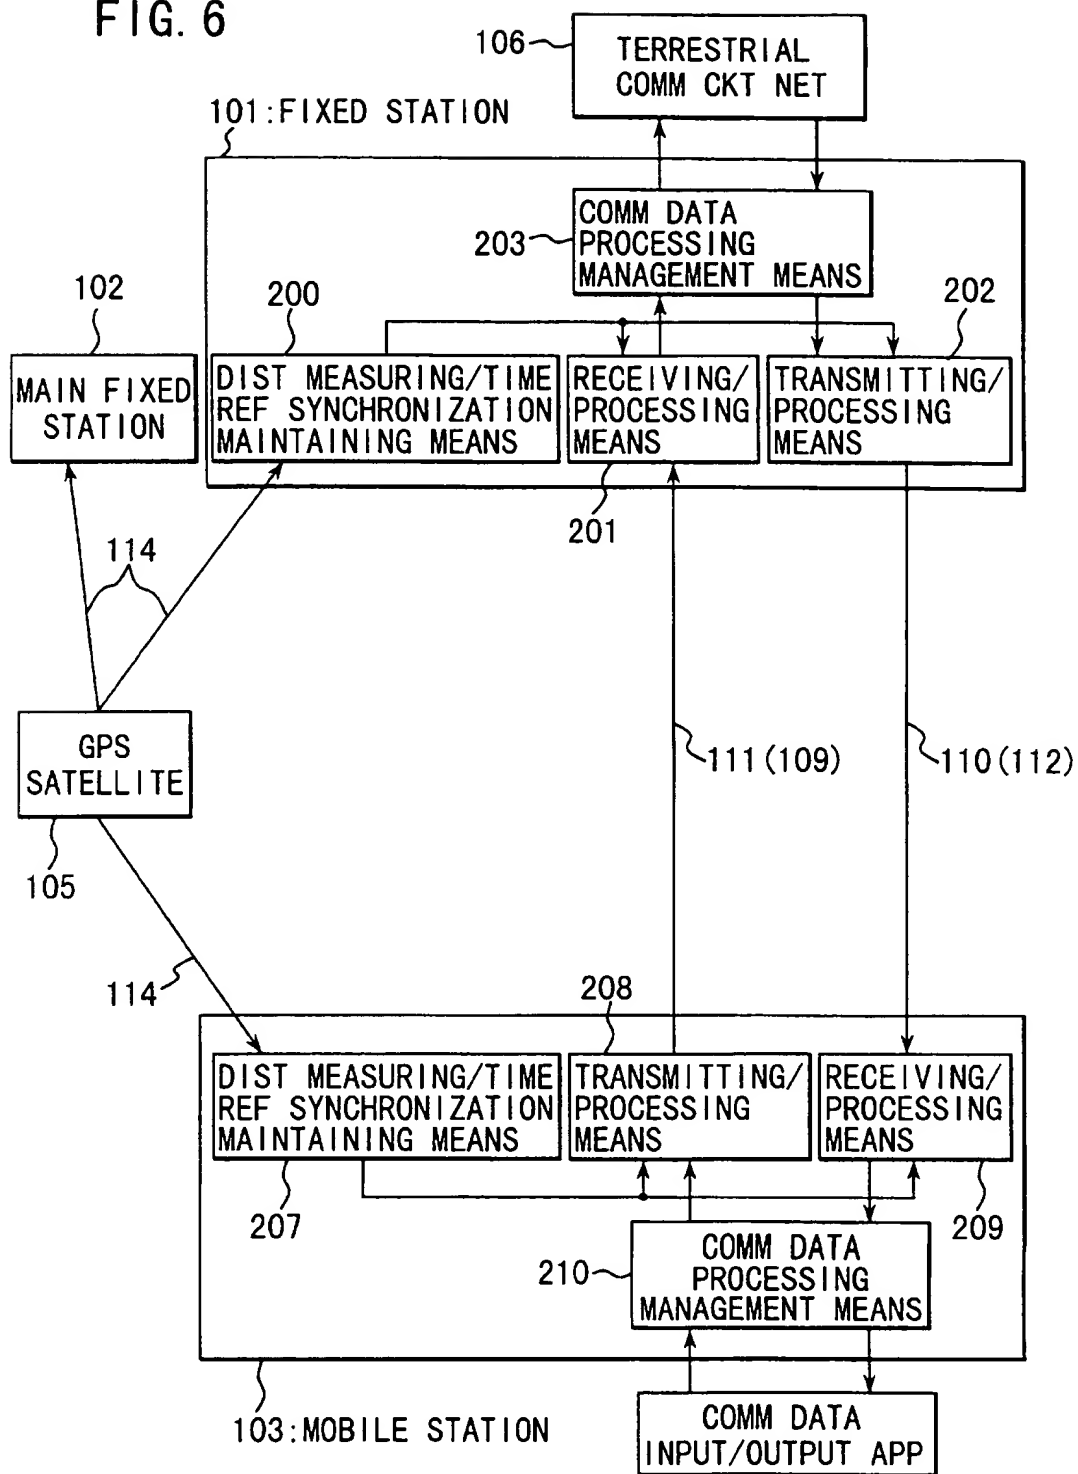 FIG. 6
106
TERRESTRIAL
COMM CKT NET
101:FIXED STATION
203
COMM DATA
PROCESSING
MANAGEMENT MEANS
102
200
202
MAIN FIXED
STATION
DIST MEASURING/TIME
REF SYNCHRONIZATION
MAINTAINING MEANS
RECEIVING/
PROCESSING
MEANS
TRANSMITTING/
PROCESSING
MEANS
201
114
GPS
SATELLITE
111(109)
110(112)
105
114
208
DIST MEASURING/TIME
REF SYNCHRONIZATION
MAINTAINING MEANS
TRANSMITTING/
PROCESSING
MEANS
RECEIVING/
PROCESSING
MEANS
207
209
210
COMM DATA
PROCESSING
MANAGEMENT MEANS
103:MOBILE STATION
COMM DATA
INPUT/OUTPUT APP